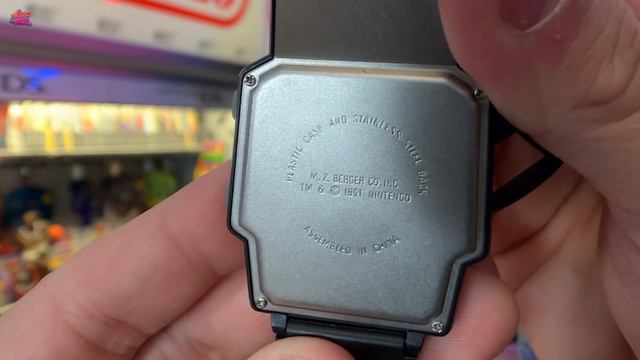 PLASTIC CASE AND STAINLESS STEEL BACK
M. Z. BERGER CO. INC
TM & © 1991 NINTENDO
ASSEMBLED IN CHINA